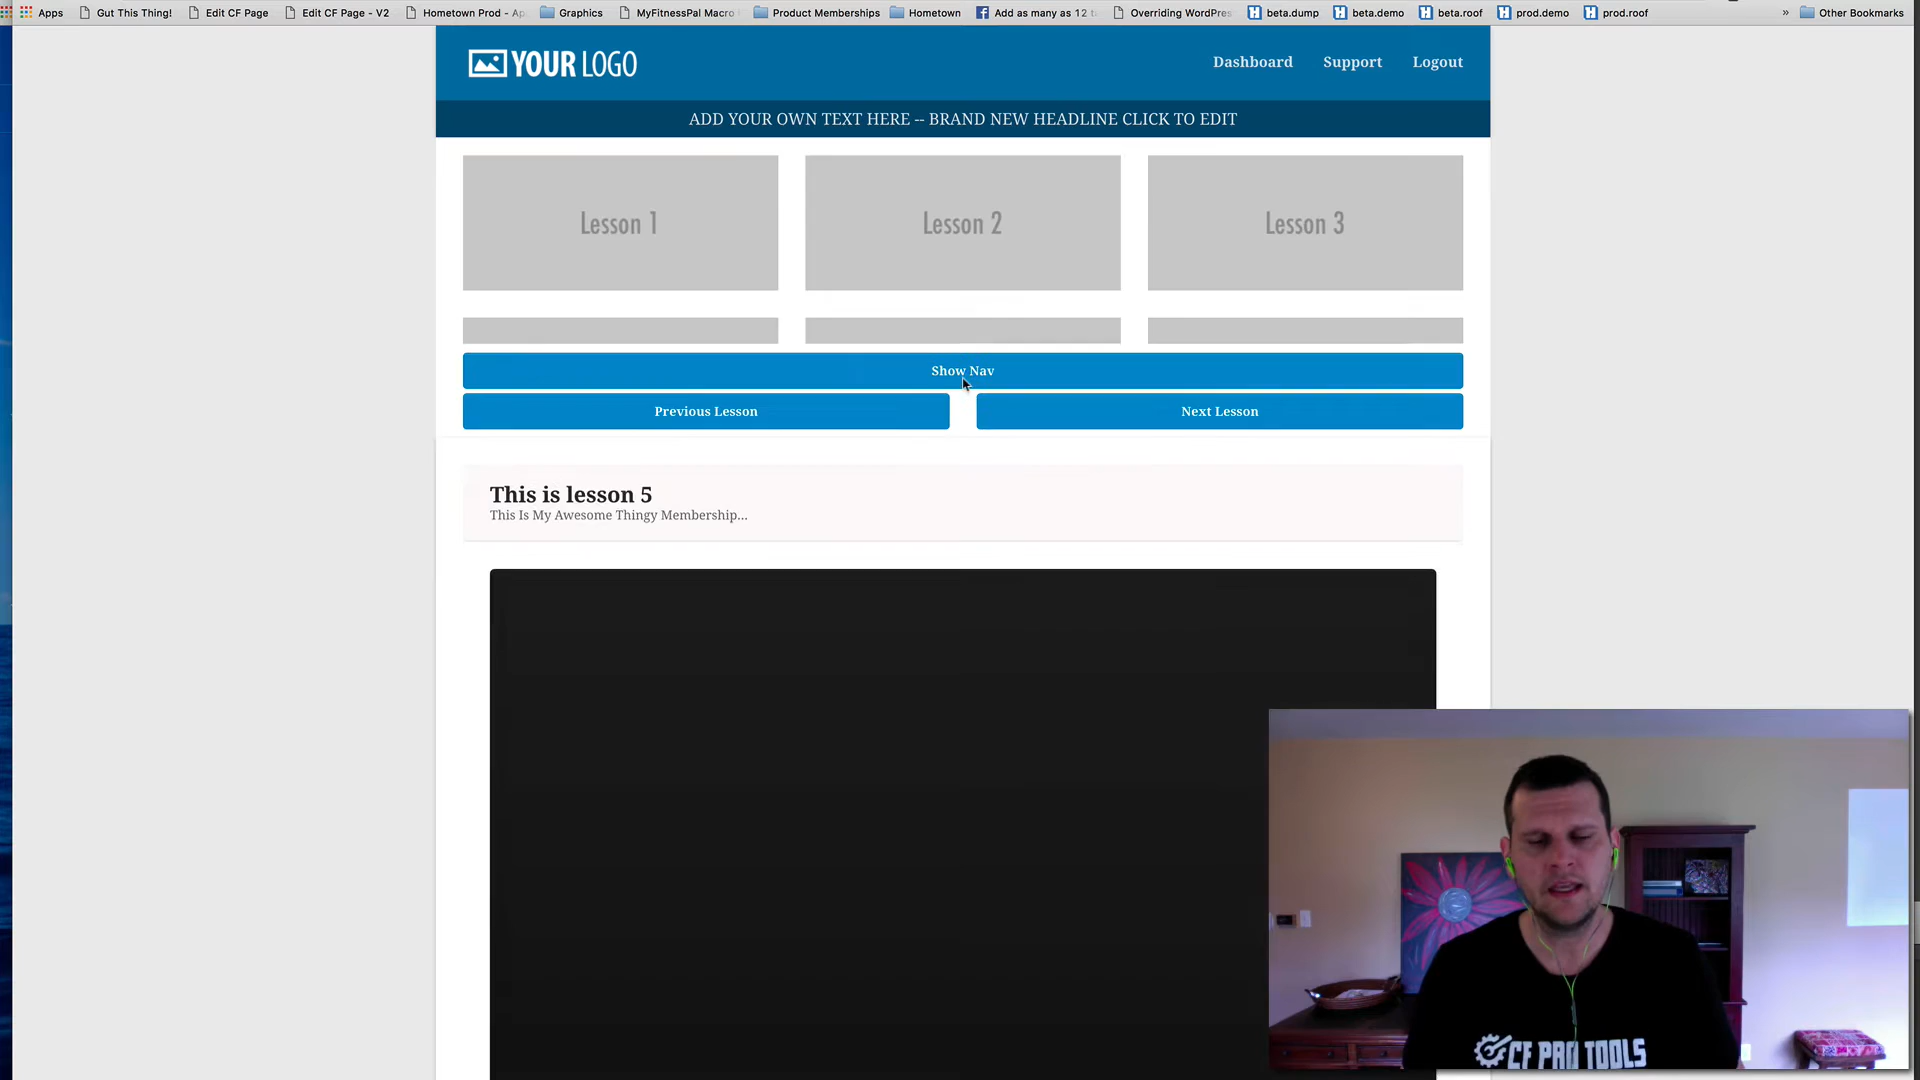 Apps Gut This Thing! Edit CF Page Edit CF Page - V2 Hometown Prod - Ap Graphics MyFitnessPal Macro Product Memberships Hometown Add as many as 12 t Overriding WordPres beta.dump beta.demo beta.roof prod.demo prod.roof » Other Bookmarks
YOUR LOGO
Dashboard Support Logout
ADD YOUR OWN TEXT HERE -- BRAND NEW HEADLINE CLICK TO EDIT
Lesson 1 Lesson 2 Lesson 3
Show Nav
Previous Lesson Next Lesson
This is lesson 5
This Is My Awesome Thingy Membership...
CF PRO TOOLS